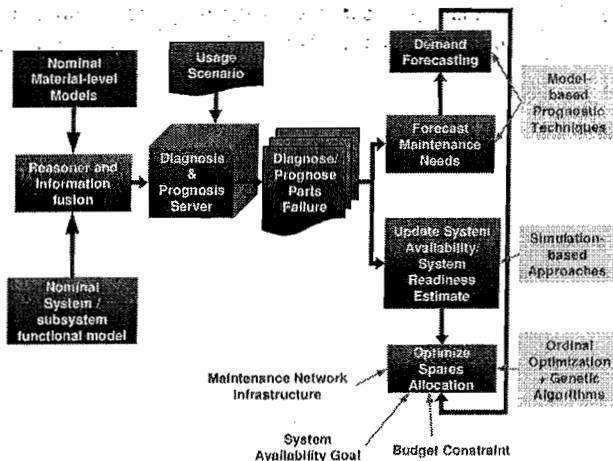 Nominal
Material-level
Models
Usage
Scenario
Demand
Forecasting
Model-
based
Prognostic
Techniques
Reasoner and
Information
fusion
Diagnosis
&
Prognosis
Server
Diagnose/
Prognose
Parts
Failure
Forecast
Maintenance
Needs
Nominal
System /
subsystem
functional model
Update System
Availability/
System
Readiness
Estimate
Simulation-
based
Approaches
Optimize
Spares
Allocation
Ordinal
Optimization
+ Genetic
Algorithms
Maintenance Network
Infrastructure
System
Availability Goal
Budget Constraint